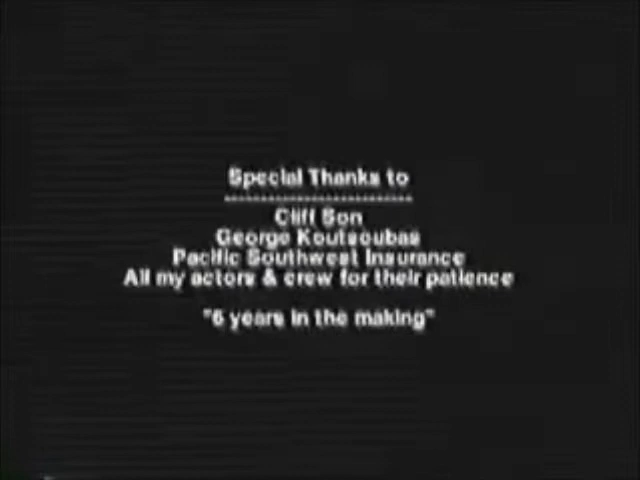 Special Thanks to
--------------------------
Cliff Son
George Koutsoubas
Pacific Southwest Insurance
All my actors & crew for their patience
"6 years in the making"